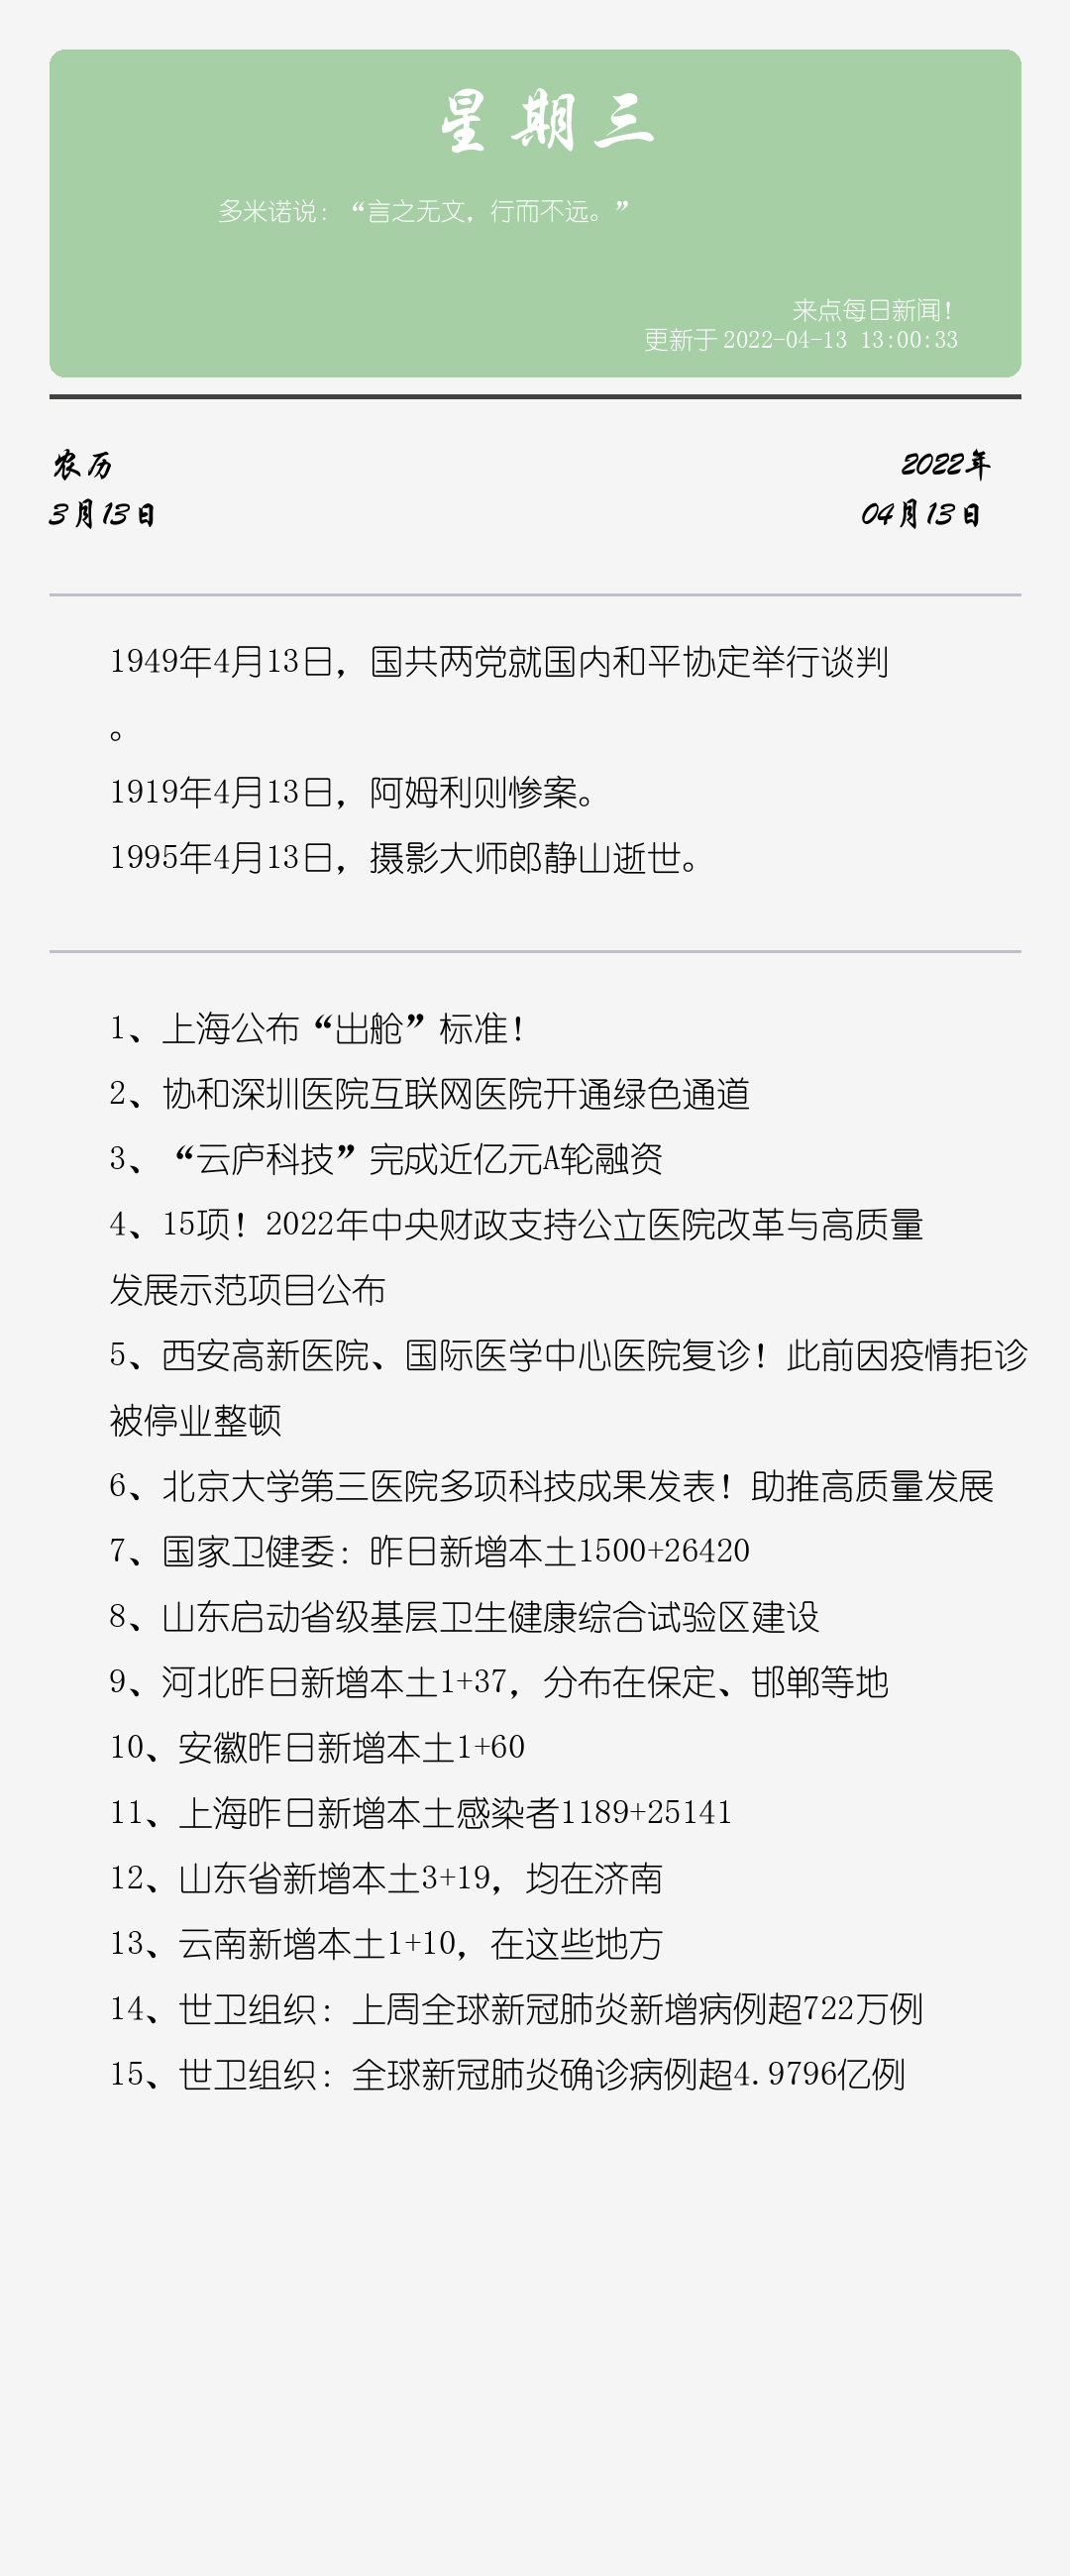 星期三
多米诺说：“言之无文，行而不远。”
来点每日新闻！
更新于 2022-04-13 13:00:33
农历
2022年
3月13日
04月13日
1949年4月13日，国共两党就国内和平协定举行谈判
。
1919年4月13日，阿姆利则惨案。
1995年4月13日，摄影大师郎静山逝世。
1、上海公布“出舱”标准！
2、协和深圳医院互联网医院开通绿色通道
3、“云庐科技”完成近亿元A轮融资
4、15项！2022年中央财政支持公立医院改革与高质量
发展示范项目公布
5、西安高新医院、国际医学中心医院复诊！此前因疫情拒诊
被停业整顿
6、北京大学第三医院多项科技成果发表！助推高质量发展
7、国家卫健委：昨日新增本土1500+26420
8、山东启动省级基层卫生健康综合试验区建设
9、河北昨日新增本土1+37，分布在保定、邯郸等地
10、安徽昨日新增本土1+60
11、上海昨日新增本土感染者1189+25141
12、山东省新增本土3+19，均在济南
13、云南新增本土1+10，在这些地方
14、世卫组织：上周全球新冠肺炎新增病例超722万例
15、世卫组织：全球新冠肺炎确诊病例超4.9796亿例